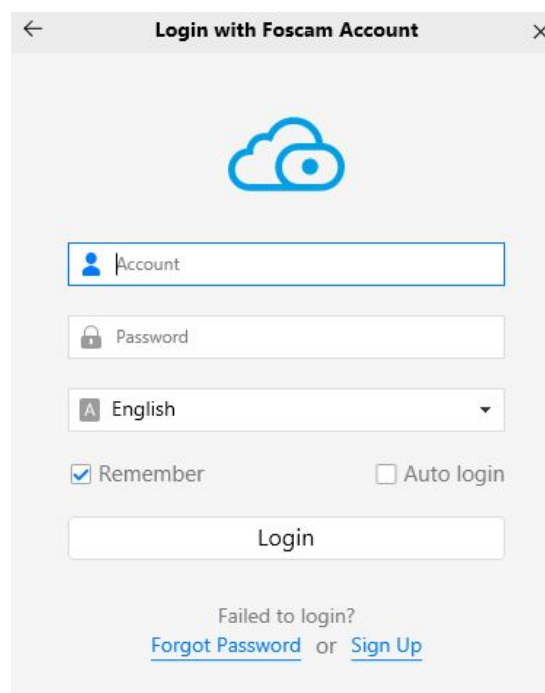 Login with Foscam Account
Account
Password
A English
Remember Auto login
Login
Failed to login?
Forgot Password or Sign Up